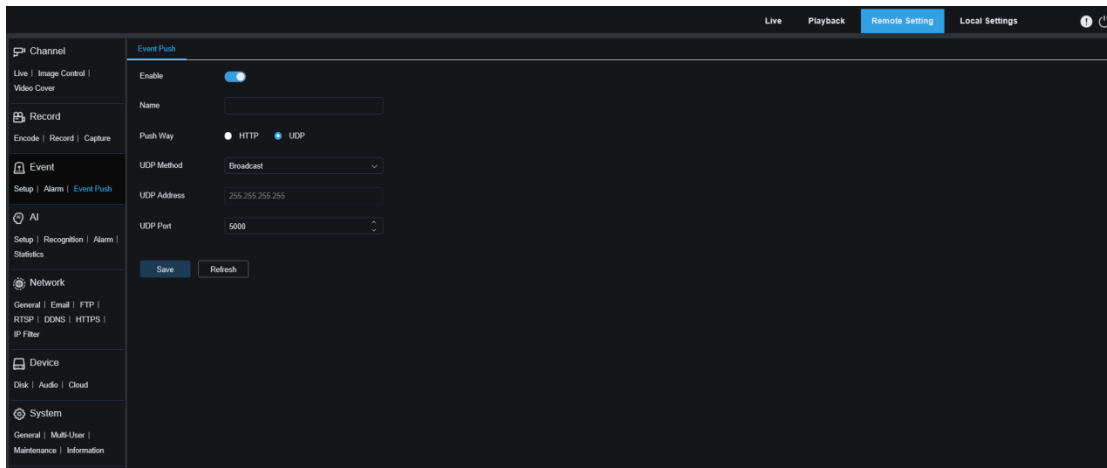 Live Playback Remote Setting Local Settings
Channel
Live | Image Control |
Video Cover
Record
Encode | Record | Capture
Event
Setup | Alarm | Event Push
AI
Setup | Recognition | Alarm |
Statistics
Network
General | Email | FTP |
RTSP | DDNS | HTTPS |
IP Filter
Device
Disk | Audio | Cloud
System
General | Multi-User |
Maintenance | Information
Event Push
Enable
Name
Push Way HTTP UDP
UDP Method Broadcast
UDP Address 255.255.255.255
UDP Port 5000
Save Refresh